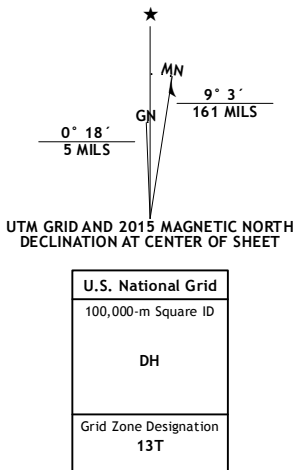 ★
MN
GN
9° 3´
161 MILS
0° 18´
5 MILS
UTM GRID AND 2015 MAGNETIC NORTH
DECLINATION AT CENTER OF SHEET
U.S. National Grid
100,000-m Square ID
DH
Grid Zone Designation
13T